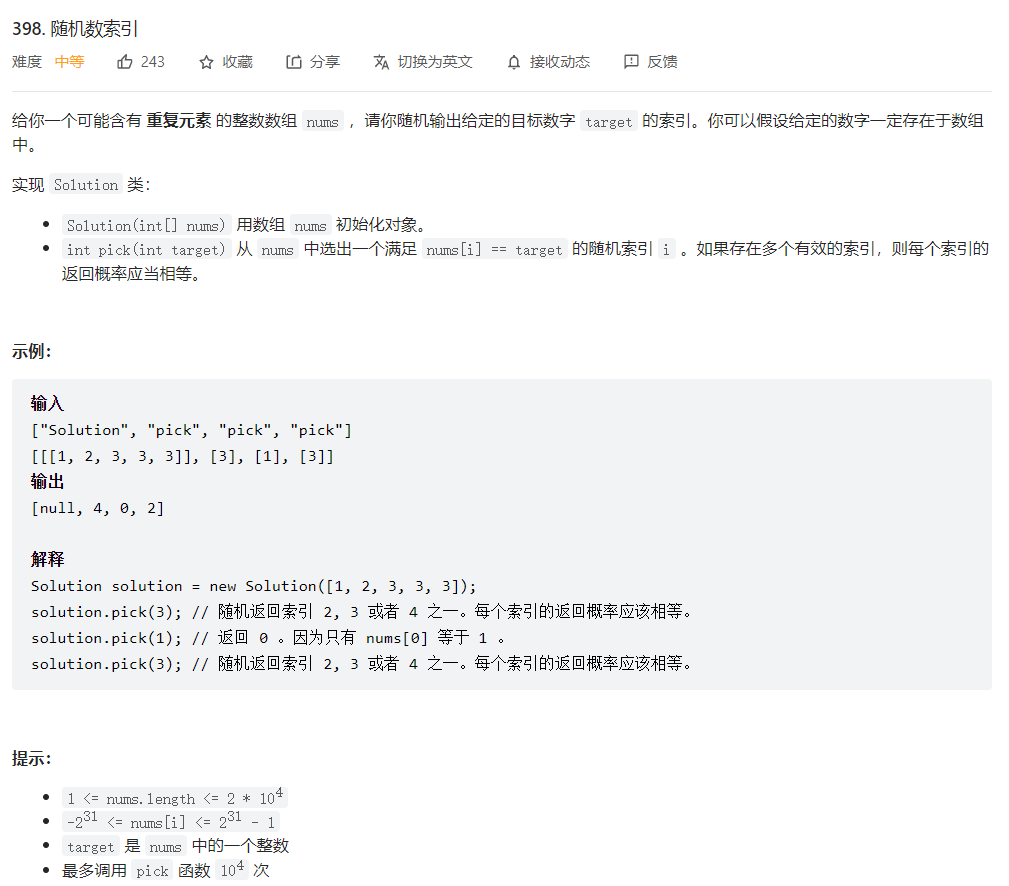 398. 随机数索引
难度 中等 243 收藏 分享 切换为英文 接收动态 反馈
给你一个可能含有 重复元素 的整数数组 nums ，请你随机输出给定的目标数字 target 的索引。你可以假设给定的数字一定存在于数组
中。
实现 Solution 类：
• Solution(int[] nums) 用数组 nums 初始化对象。
• int pick(int target) 从 nums 中选出一个满足 nums[i] == target 的随机索引 i 。如果存在多个有效的索引，则每个索引的
返回概率应当相等。
示例：
输入
["Solution", "pick", "pick", "pick"]
[[[1, 2, 3, 3, 3]], [3], [1], [3]]
输出
[null, 4, 0, 2]
解释
Solution solution = new Solution([1, 2, 3, 3, 3]);
solution.pick(3); // 随机返回索引 2, 3 或者 4 之一。每个索引的返回概率应该相等。
solution.pick(1); // 返回 0 。因为只有 nums[0] 等于 1 。
solution.pick(3); // 随机返回索引 2, 3 或者 4 之一。每个索引的返回概率应该相等。
提示：
• 1 <= nums.length <= 2 * 10⁴
• -2³¹ <= nums[i] <= 2³¹ - 1
• target 是 nums 中的一个整数
• 最多调用 pick 函数 10⁴ 次